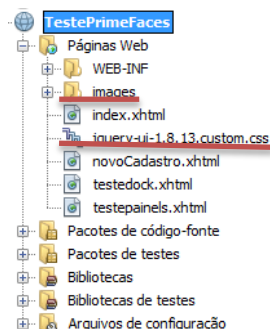 TestePrimeFaces
Páginas Web
WEB-INF
images
index.xhtml
jquery-ui-1.8.13.custom.css
novoCadastro.xhtml
testedock.xhtml
testepainels.xhtml
Pacotes de código-fonte
Pacotes de testes
Bibliotecas
Bibliotecas de testes
Arquivos de configuração